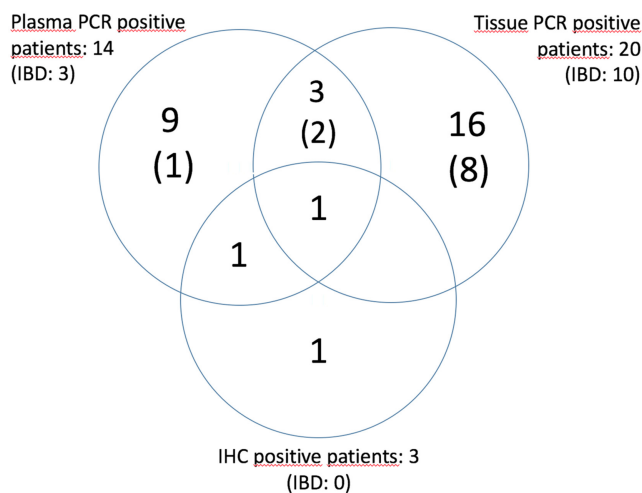 Plasma PCR positive
patients: 14
(IBD: 3)
Tissue PCR positive
patients: 20
(IBD: 10)
3
(2)
9
(1)
16
(8)
1
1
1
IHC positive patients: 3
(IBD: 0)